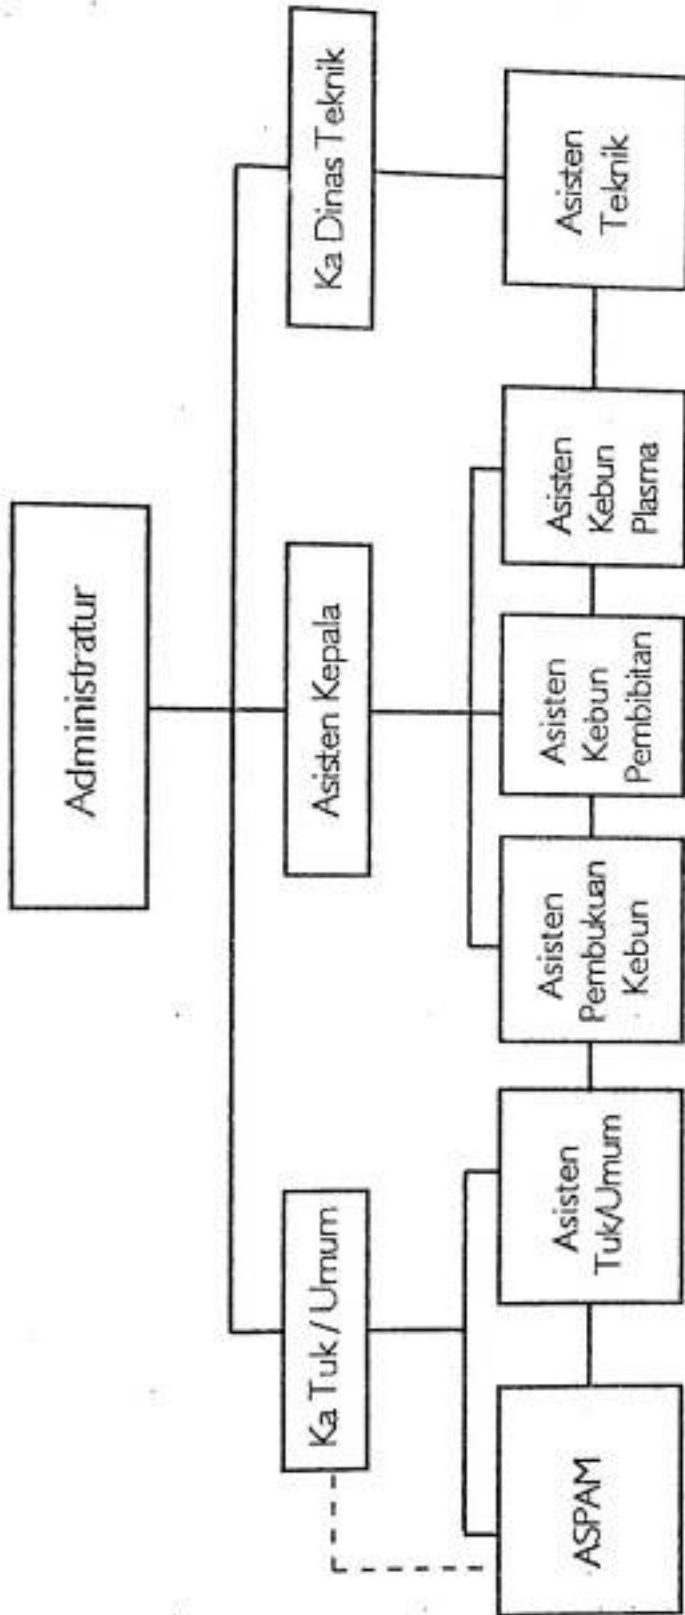 Administratur
Ka Tuk / Umum
Asisten Kepala
Ka Dinas Teknik
ASPAM
Asisten
Tuk/Umum
Asisten
Pembukuan
Kebun
Asisten
Kebun
Pembibitan
Asisten
Kebun
Plasma
Asisten
Teknik